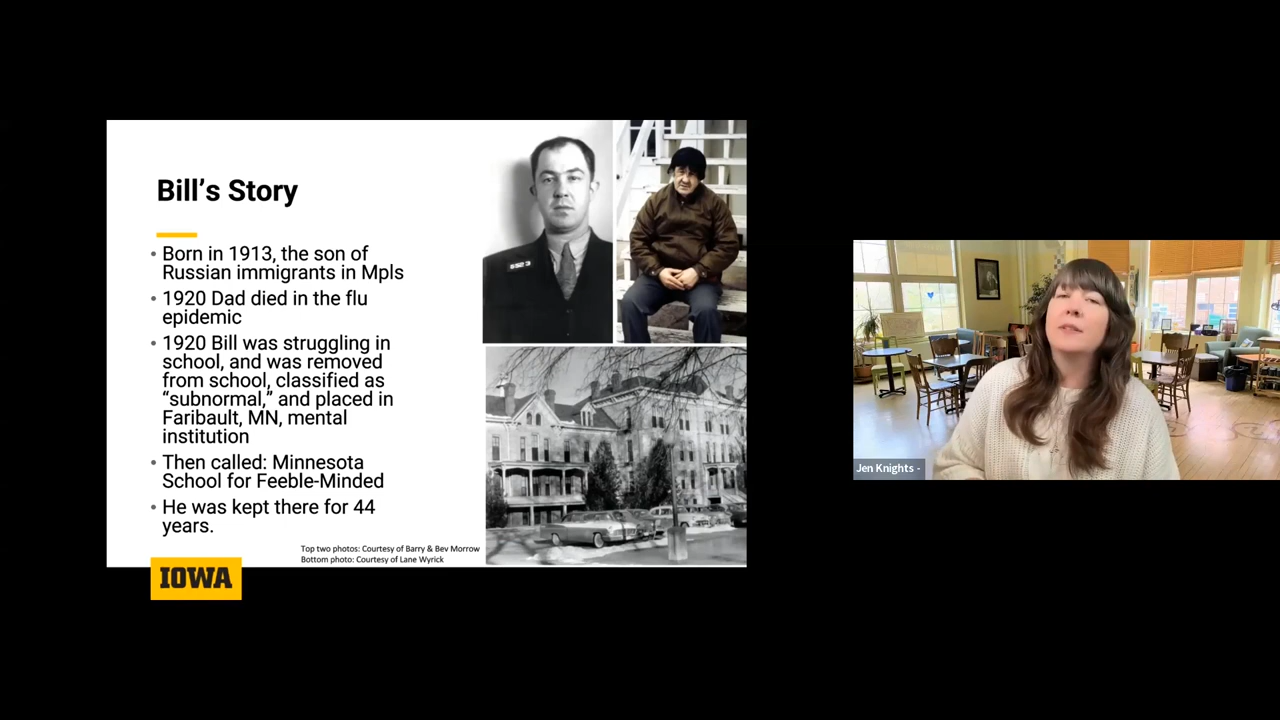 Bill's Story
• Born in 1913, the son of
Russian immigrants in Mpls
• 1920 Dad died in the flu
epidemic
• 1920 Bill was struggling in
school, and was removed
from school, classified as
“subnormal,” and placed in
Faribault, MN, mental
institution
• Then called: Minnesota
School for Feeble-Minded
• He was kept there for 44
years.
Top two photos: Courtesy of Barry & Bev Morrow
Bottom photo: Courtesy of Lane Wyrick
IOWA
Jen Knights -